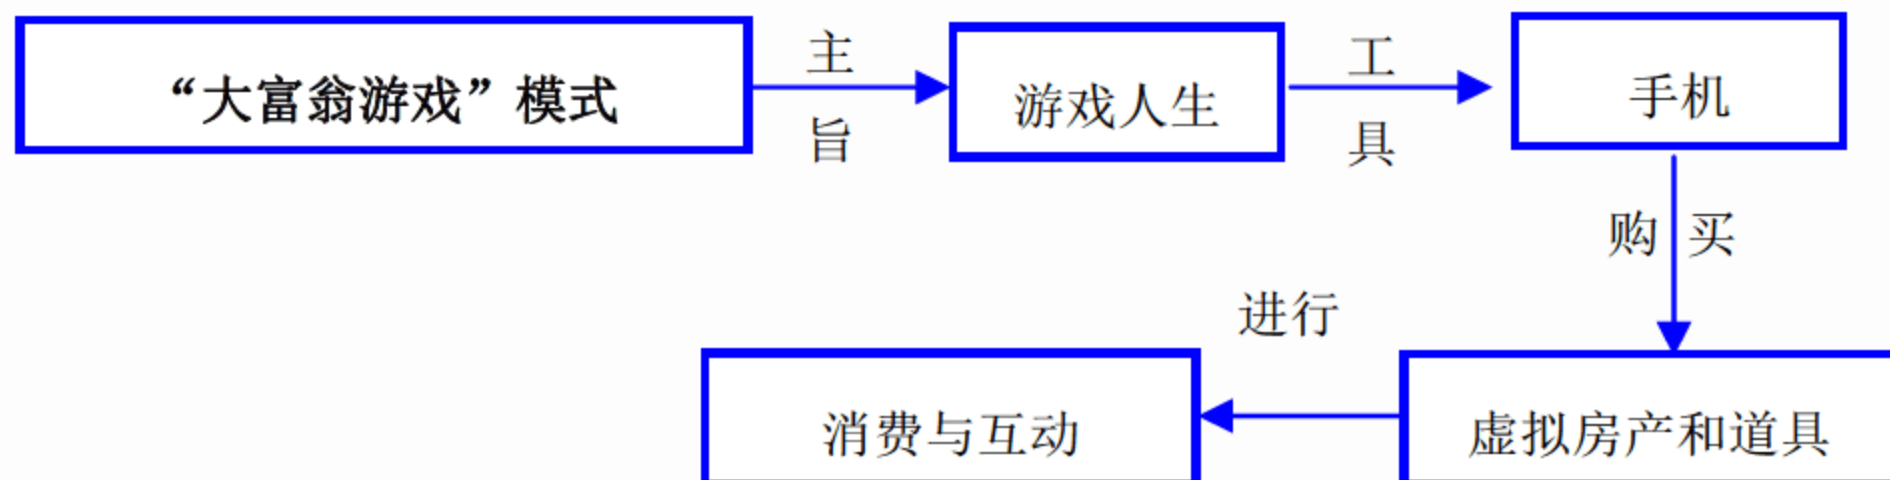 “大富翁游戏”模式
主旨
游戏人生
工具
手机
购买
虚拟房产和道具
进行
消费与互动